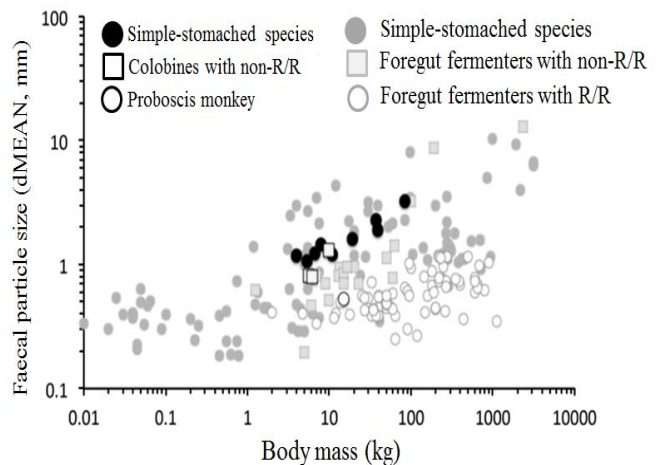 100
Simple-stomached species
Colobines with non-R/R
Proboscis monkey
Simple-stomached species
Foregut fermenters with non-R/R
Foregut fermenters with R/R
10
1
0.1
Faecal particle size (dMEAN, mm)
0.01 0.1 1 10 100 1000 10000
Body mass (kg)